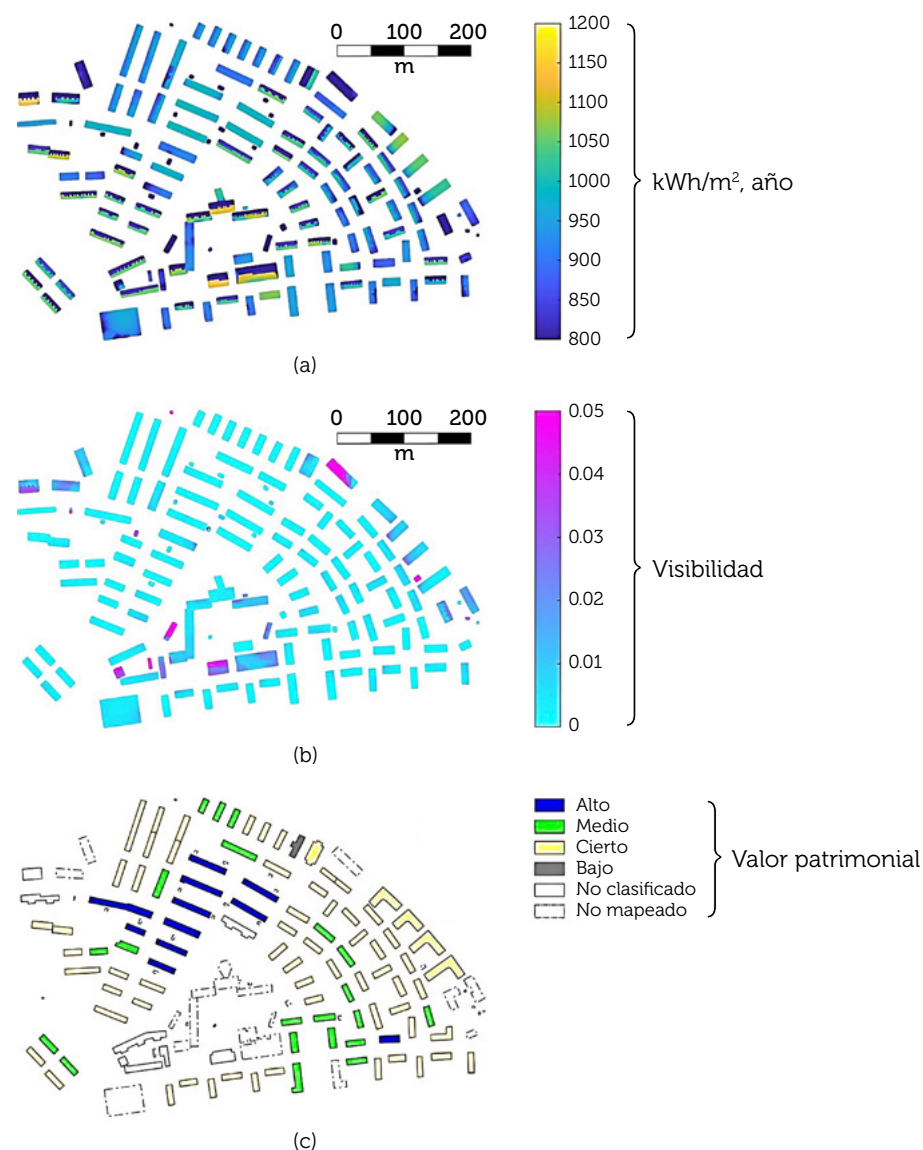 0 100 200
m
1200
1150
1100
1050
1000
950
900
850
800
kWh/m², año
(a)
0 100 200
m
0.05
0.04
0.03
0.02
0.01
0
Visibilidad
(b)
Alto
Medio
Cierto
Bajo
No clasificado
No mapeado
Valor patrimonial
(c)